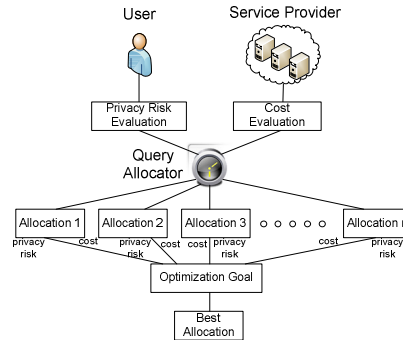 User
Service Provider
Privacy Risk
Evaluation
Cost
Evaluation
Query
Allocator
Allocation 1
Allocation 2
Allocation 3
Allocation
privacy
risk
cost
privacy
risk
cost
cost
privacy
risk
cost
risk
Optimization Goal
Best
Allocation